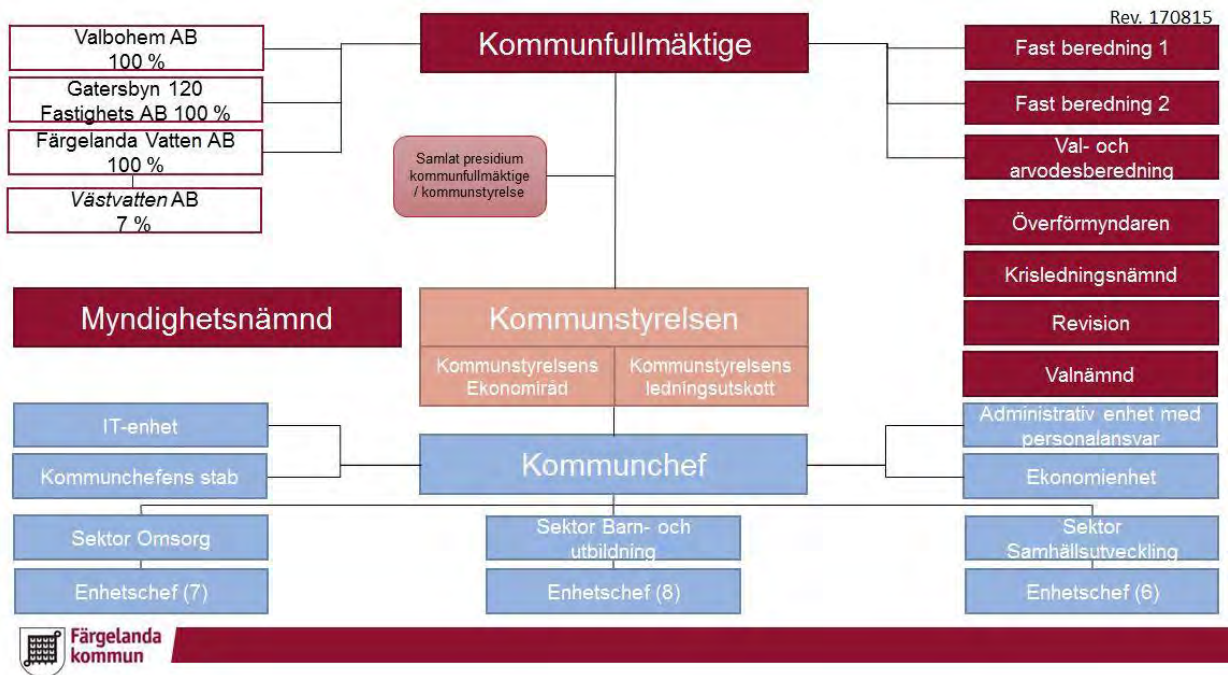 Rev. 170815
Valbohem AB
100 %
Gatersbyn 120
Fastighets AB 100 %
Färgelanda Vatten AB
100 %
Västvatten AB
7 %
Kommunfullmäktige
Samlat presidium
kommunfullmäktige
/ kommunstyrelse
Fast beredning 1
Fast beredning 2
Val- och
arvodesberedning
Överförmyndaren
Krisledningsnämnd
Revision
Valnämnd
Myndighetsnämnd
Kommunstyrelsen
Kommunstyrelsens
Ekonomiråd
Kommunstyrelsens
ledningsutskott
IT-enhet
Kommunchefens stab
Kommunchef
Administrativ enhet med
personalansvar
Ekonomienhet
Sektor Omsorg
Enhetschef (7)
Sektor Barn- och
utbildning
Enhetschef (8)
Sektor
Samhällsutveckling
Enhetschef (6)
Färgelanda
kommun